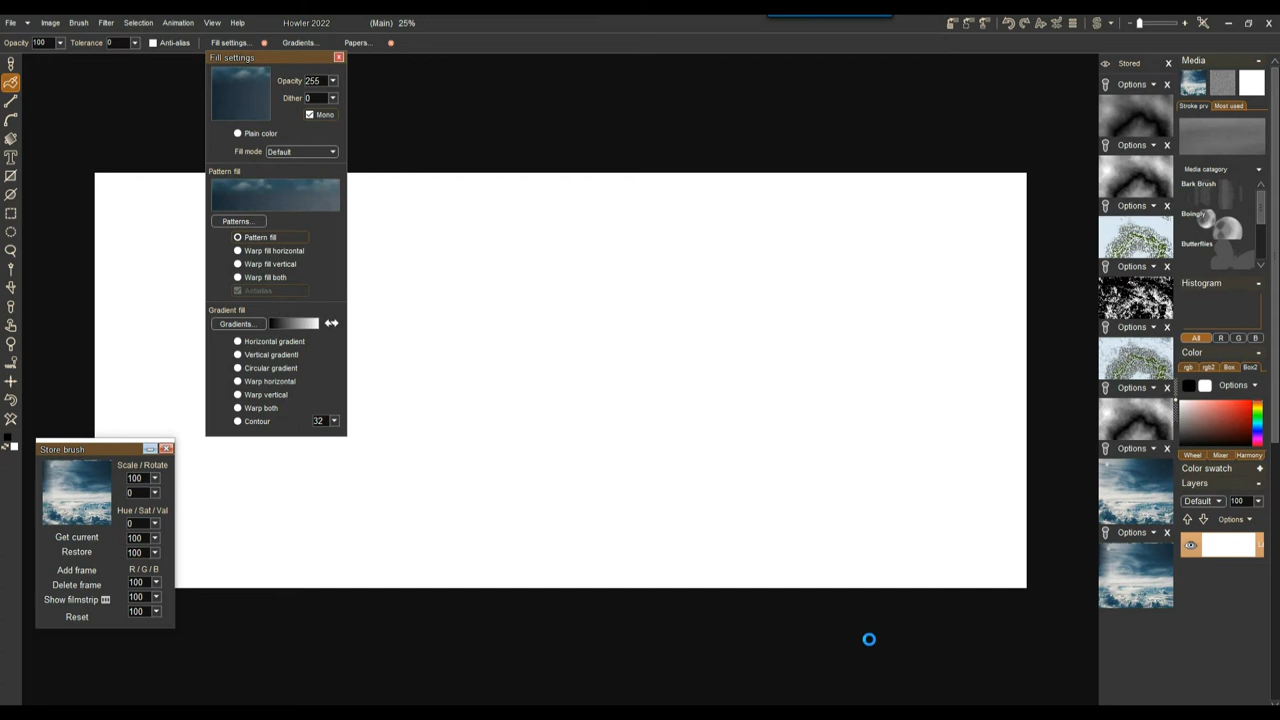 File Image Brush Filter Selection Animation View Help Howler 2022 (Main) 25%
Opacity 100 Tolerance 0 Anti-alias Fill settings... Gradients... Papers...
Fill settings
Opacity 255
Dither 0
Mono
Plain color
Fill mode Default
Pattern fill
Patterns...
Pattern fill
Warp fill horizontal
Warp fill vertical
Warp fill both
Antialias
Gradient fill
Gradients...
Horizontal gradient
Vertical gradientl
Circular gradient
Warp horizontal
Warp vertical
Warp both
Contour 32
Store brush
Scale / Rotate
100
0
Hue / Sat / Val
0
Get current 100
Restore 100
Add frame R / G / B
Delete frame 100
Show filmstrip 100
Reset 100
Stored X
Options X
Options X
Options X
Options X
Options X
Options X
Options X
Options X
Media
Stroke prv Most used
Media catagory
Bark Brush
Boingly
Butterflies
Histogram
All R G B
Color
rgb rgb2 Box Box2
Options
Wheel Mixer Harmony
Color swatch
Layers
Default 100
Options